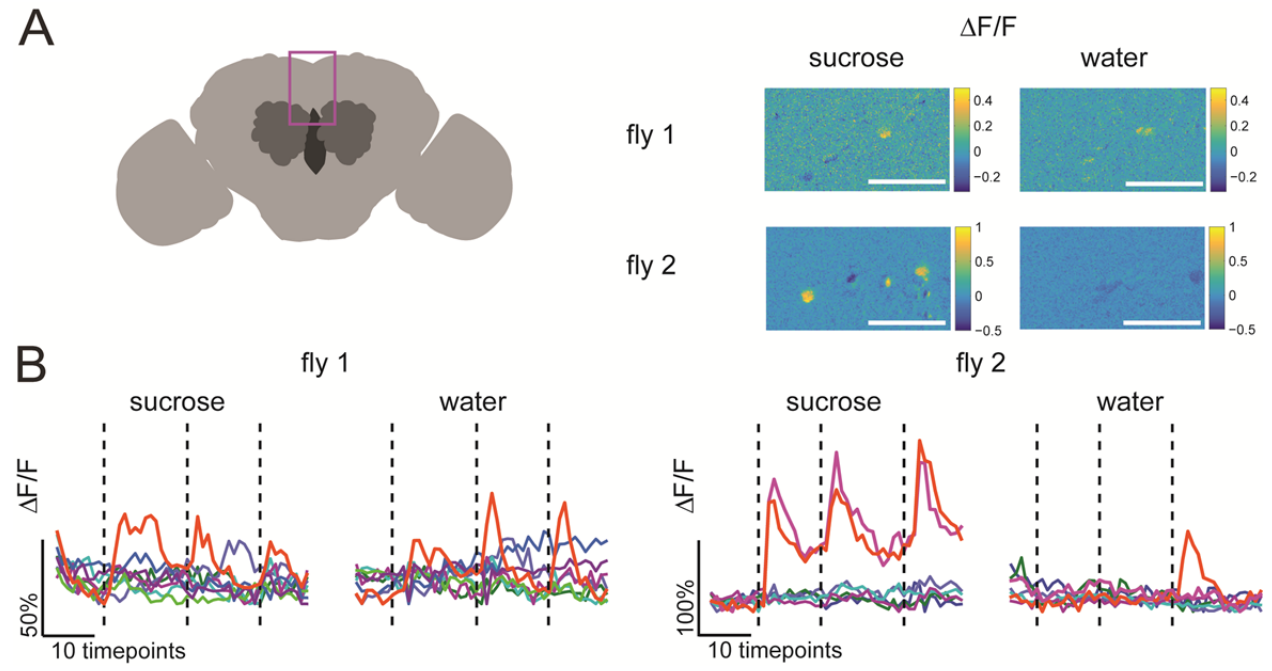 A
ΔF/F
sucrose
water
fly 1
0.4
0.2
0
−0.2
0.4
0.2
0
−0.2
fly 2
1
0.5
0
−0.5
1
0.5
0
−0.5
B
fly 1
sucrose
water
ΔF/F
50%
10 timepoints
fly 2
sucrose
water
ΔF/F
100%
10 timepoints